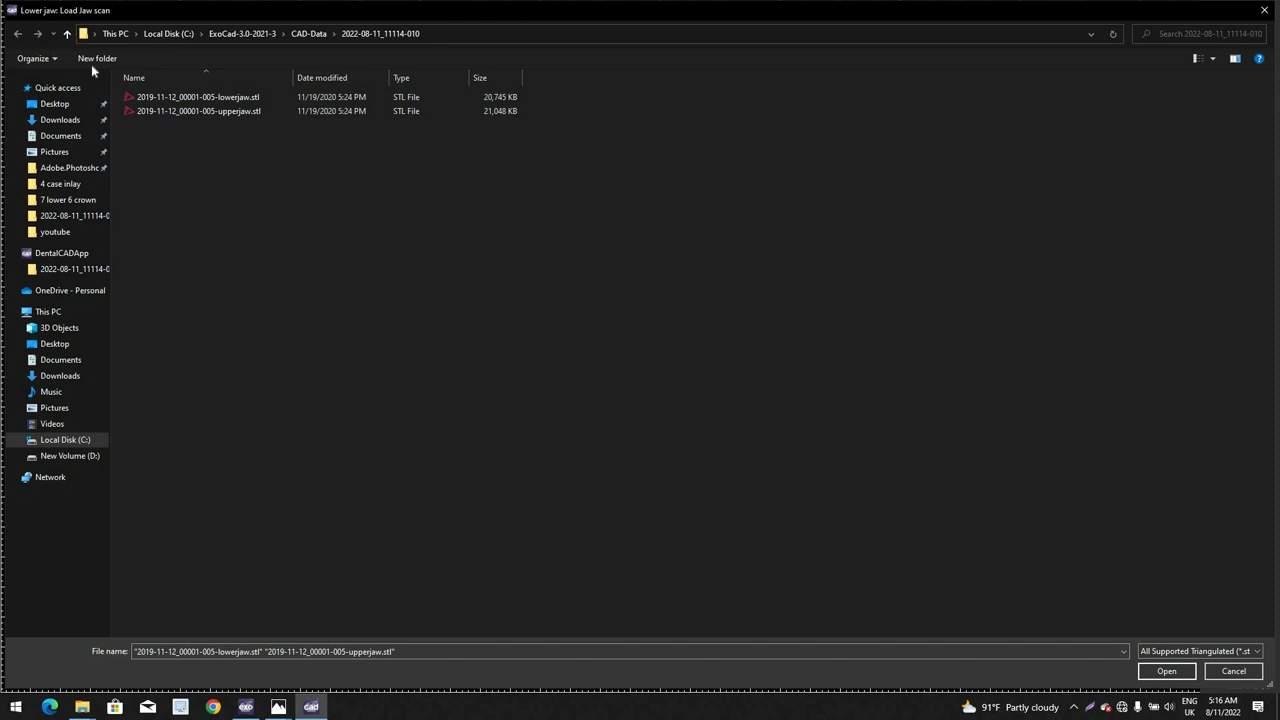 Lower jaw: Load Jaw scan
This PC › Local Disk (C:) › ExoCad-3.0-2021-3 › CAD-Data › 2022-08-11_11114-010
Search 2022-08-11_11114-010
Organize
New folder
Name
Date modified
Type
Size
2019-11-12_00001-005-lowerjaw.stl 11/19/2020 5:24 PM STL File 20,745 KB
2019-11-12_00001-005-upperjaw.stl 11/19/2020 5:24 PM STL File 21,048 KB
Quick access
Desktop
Downloads
Documents
Pictures
Adobe.Photoshc
4 case inlay
7 lower 6 crown
2022-08-11_11114-0
youtube
DentalCADApp
2022-08-11_11114-0
OneDrive - Personal
This PC
3D Objects
Desktop
Documents
Downloads
Music
Pictures
Videos
Local Disk (C:)
New Volume (D:)
Network
File name: "2019-11-12_00001-005-lowerjaw.stl" "2019-11-12_00001-005-upperjaw.stl"
All Supported Triangulated (*.st
Open
Cancel
exo
cad
91°F Partly cloudy
ENG
UK
5:16 AM
8/11/2022